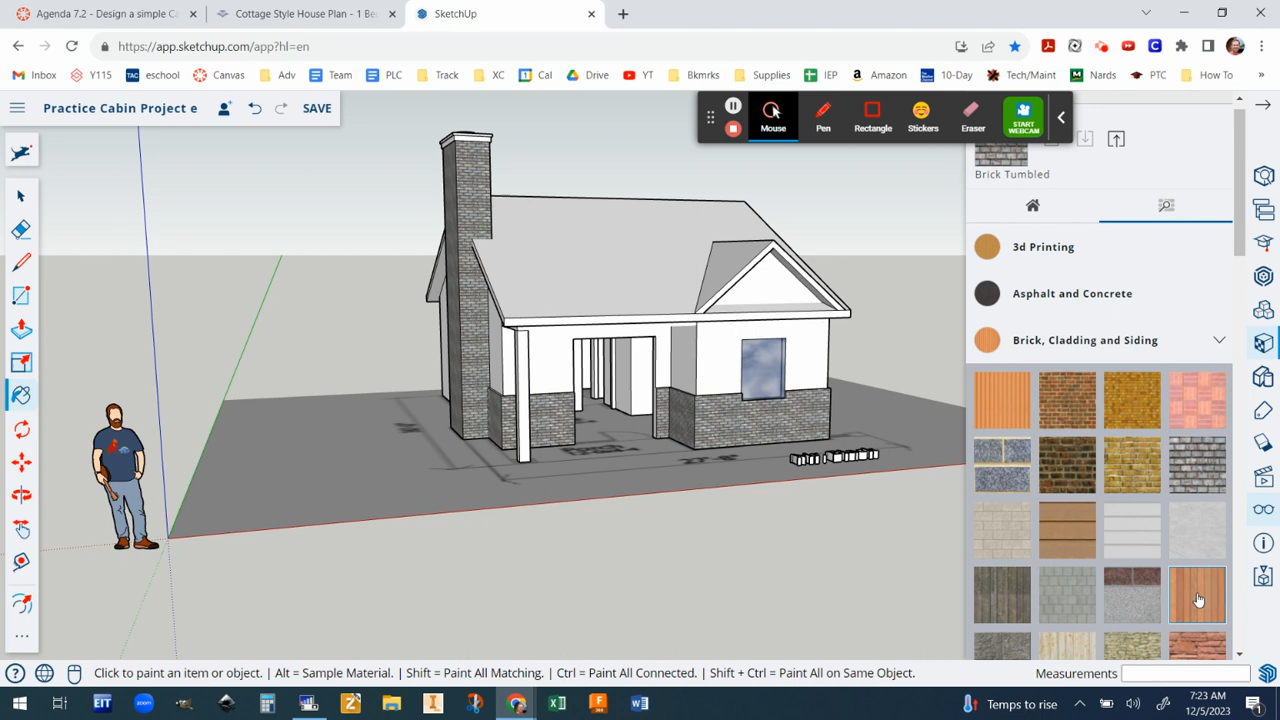 Agenda 7.2 - Design a simple Ca
Cottage Style House Plan - 1 Be
SketchUp
https://app.sketchup.com/app?hl=en
Inbox
Y115
eschool
Canvas
Adv
Team
PLC
Track
XC
Cal
Drive
YT
Bkmrks
Supplies
IEP
Amazon
10-Day
Tech/Maint
Nards
PTC
How To
Practice Cabin Project e
SAVE
Mouse
Pen
Rectangle
Stickers
Eraser
START
WEBCAM
Brick Tumbled
3d Printing
Asphalt and Concrete
Brick, Cladding and Siding
Click to paint an item or object. | Alt = Sample Material. | Shift = Paint All Matching. | Ctrl = Paint All Connected. | Shift + Ctrl = Paint All on Same Object.
Measurements
Temps to rise
7:23 AM
12/5/2023